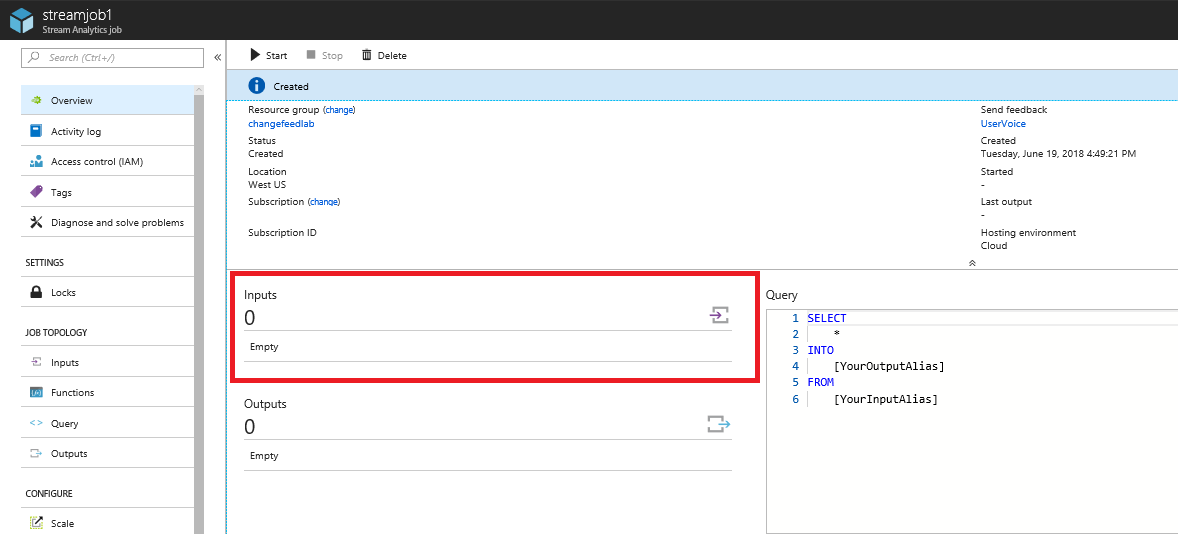 streamjob1
Stream Analytics job
Search (Ctrl+/)
«
Overview
Activity log
Access control (IAM)
Tags
Diagnose and solve problems
SETTINGS
Locks
JOB TOPOLOGY
Inputs
Functions
Query
Outputs
CONFIGURE
Scale
Start Stop Delete
Created
Resource group (change)
changefeedlab
Status
Created
Location
West US
Subscription (change)
Subscription ID
Send feedback
UserVoice
Created
Tuesday, June 19, 2018 4:49:21 PM
Started
-
Last output
-
Hosting environment
Cloud
Inputs
0
Empty
Outputs
0
Empty
Query
1 SELECT
2 *
3 INTO
4 [YourOutputAlias]
5 FROM
6 [YourInputAlias]